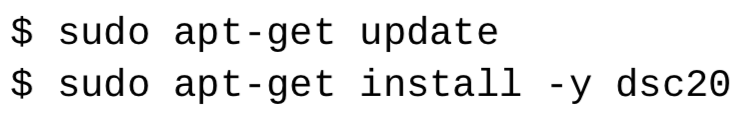 $ sudo apt-get update
$ sudo apt-get install -y dsc20